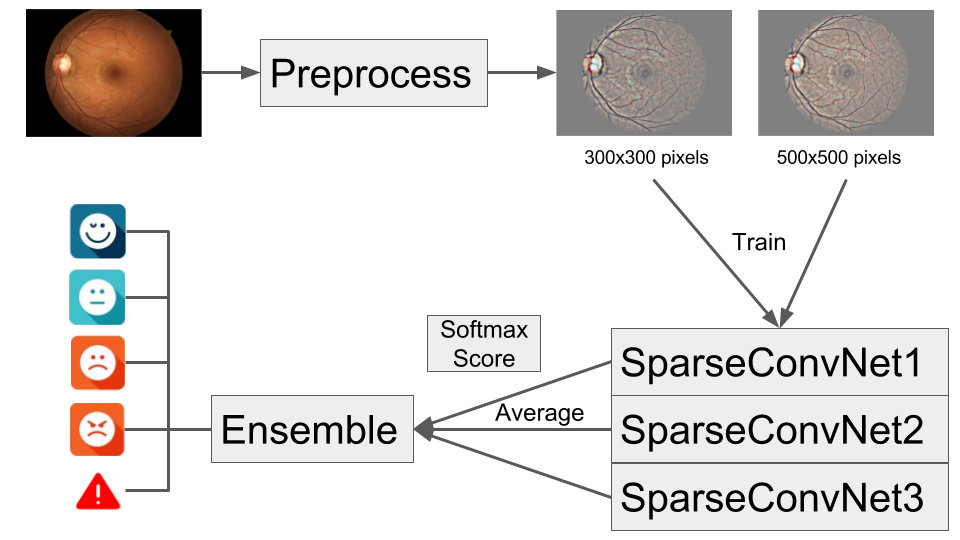 Preprocess
300x300 pixels
500x500 pixels
Train
Softmax
Score
SparseConvNet1
Average
Ensemble
SparseConvNet2
SparseConvNet3